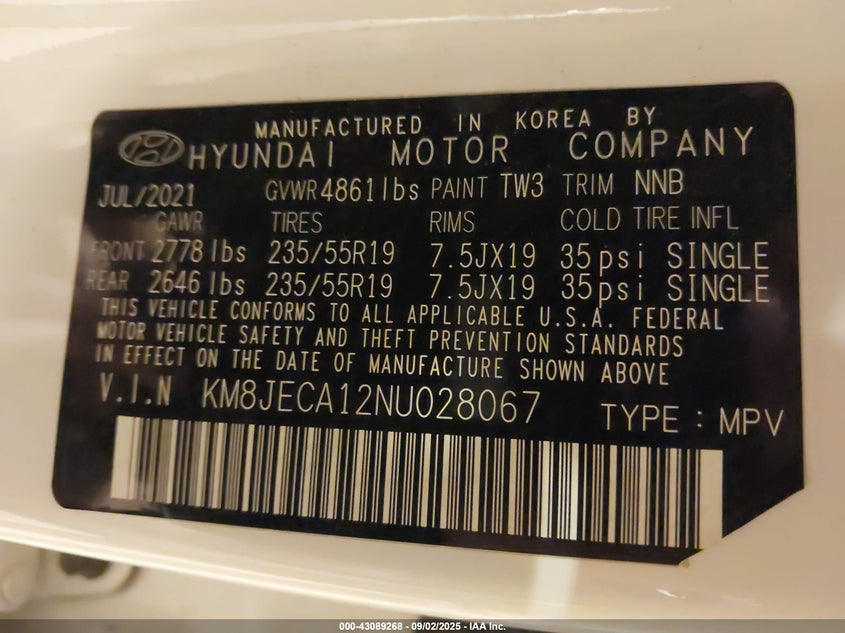 MANUFACTURED IN KOREA BY
HYUNDAI MOTOR COMPANY
JUL/2021 GVWR 4861lbs PAINT TW3 TRIM NNB
GAWR TIRES RIMS COLD TIRE INFL
FRONT 2778 lbs 235/55R19 7.5JX19 35psi SINGLE
REAR 2646 lbs 235/55R19 7.5JX19 35psi SINGLE
THIS VEHICLE CONFORMS TO ALL APPLICABLE U.S.A. FEDERAL
MOTOR VEHICLE SAFETY AND THEFT PREVENTION STANDARDS
IN EFFECT ON THE DATE OF MANUFACTURE SHOWN ABOVE
V.I.N KM8JECA12NU028067 TYPE : MPV
000-43089268 - 09/02/2025 - IAA Inc.